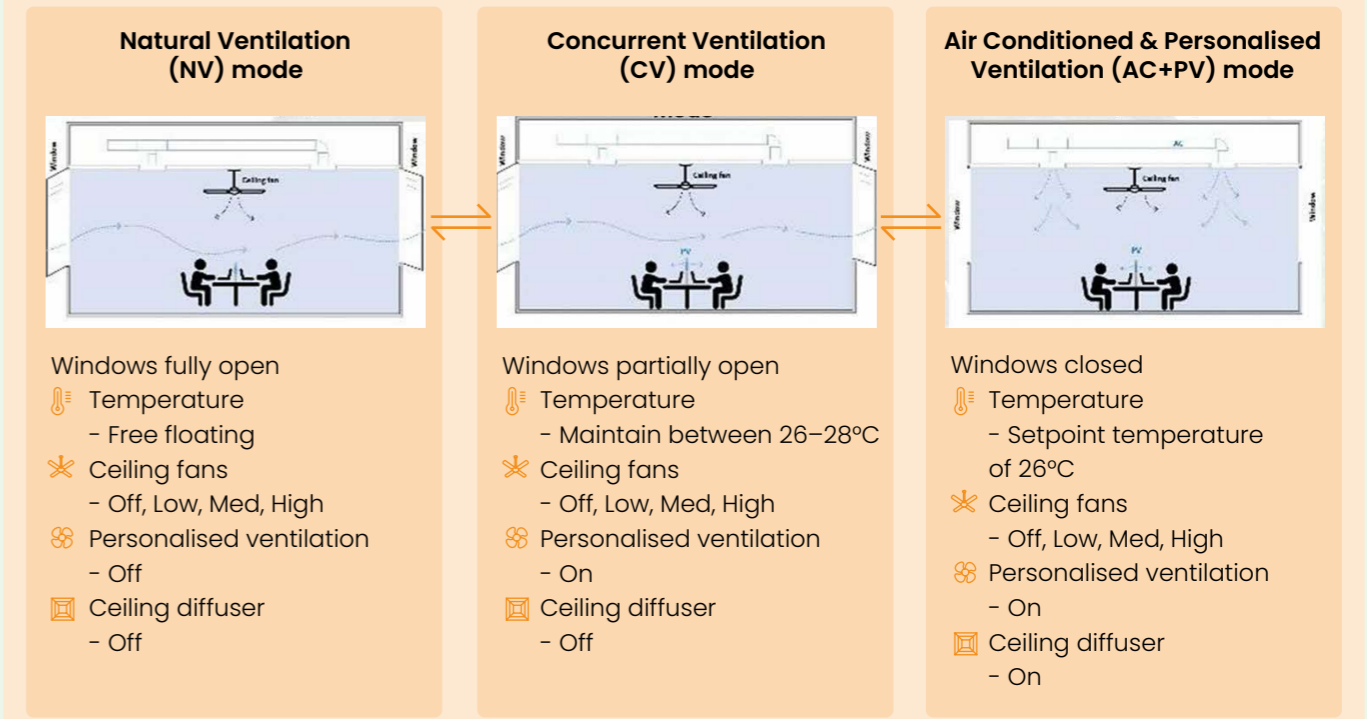 Natural Ventilation
(NV) mode
Window
Window
Ceiling fan
Windows fully open
Temperature
- Free floating
Ceiling fans
- Off, Low, Med, High
Personalised ventilation
- Off
Ceiling diffuser
- Off
Concurrent Ventilation
(CV) mode
Mode
Window
Window
Ceiling fan
PV
Windows partially open
Temperature
- Maintain between 26–28°C
Ceiling fans
- Off, Low, Med, High
Personalised ventilation
- On
Ceiling diffuser
- Off
Air Conditioned & Personalised
Ventilation (AC+PV) mode
AC
Ceiling fan
Window
Window
PV
Windows closed
Temperature
- Setpoint temperature
of 26°C
Ceiling fans
- Off, Low, Med, High
Personalised ventilation
- On
Ceiling diffuser
- On